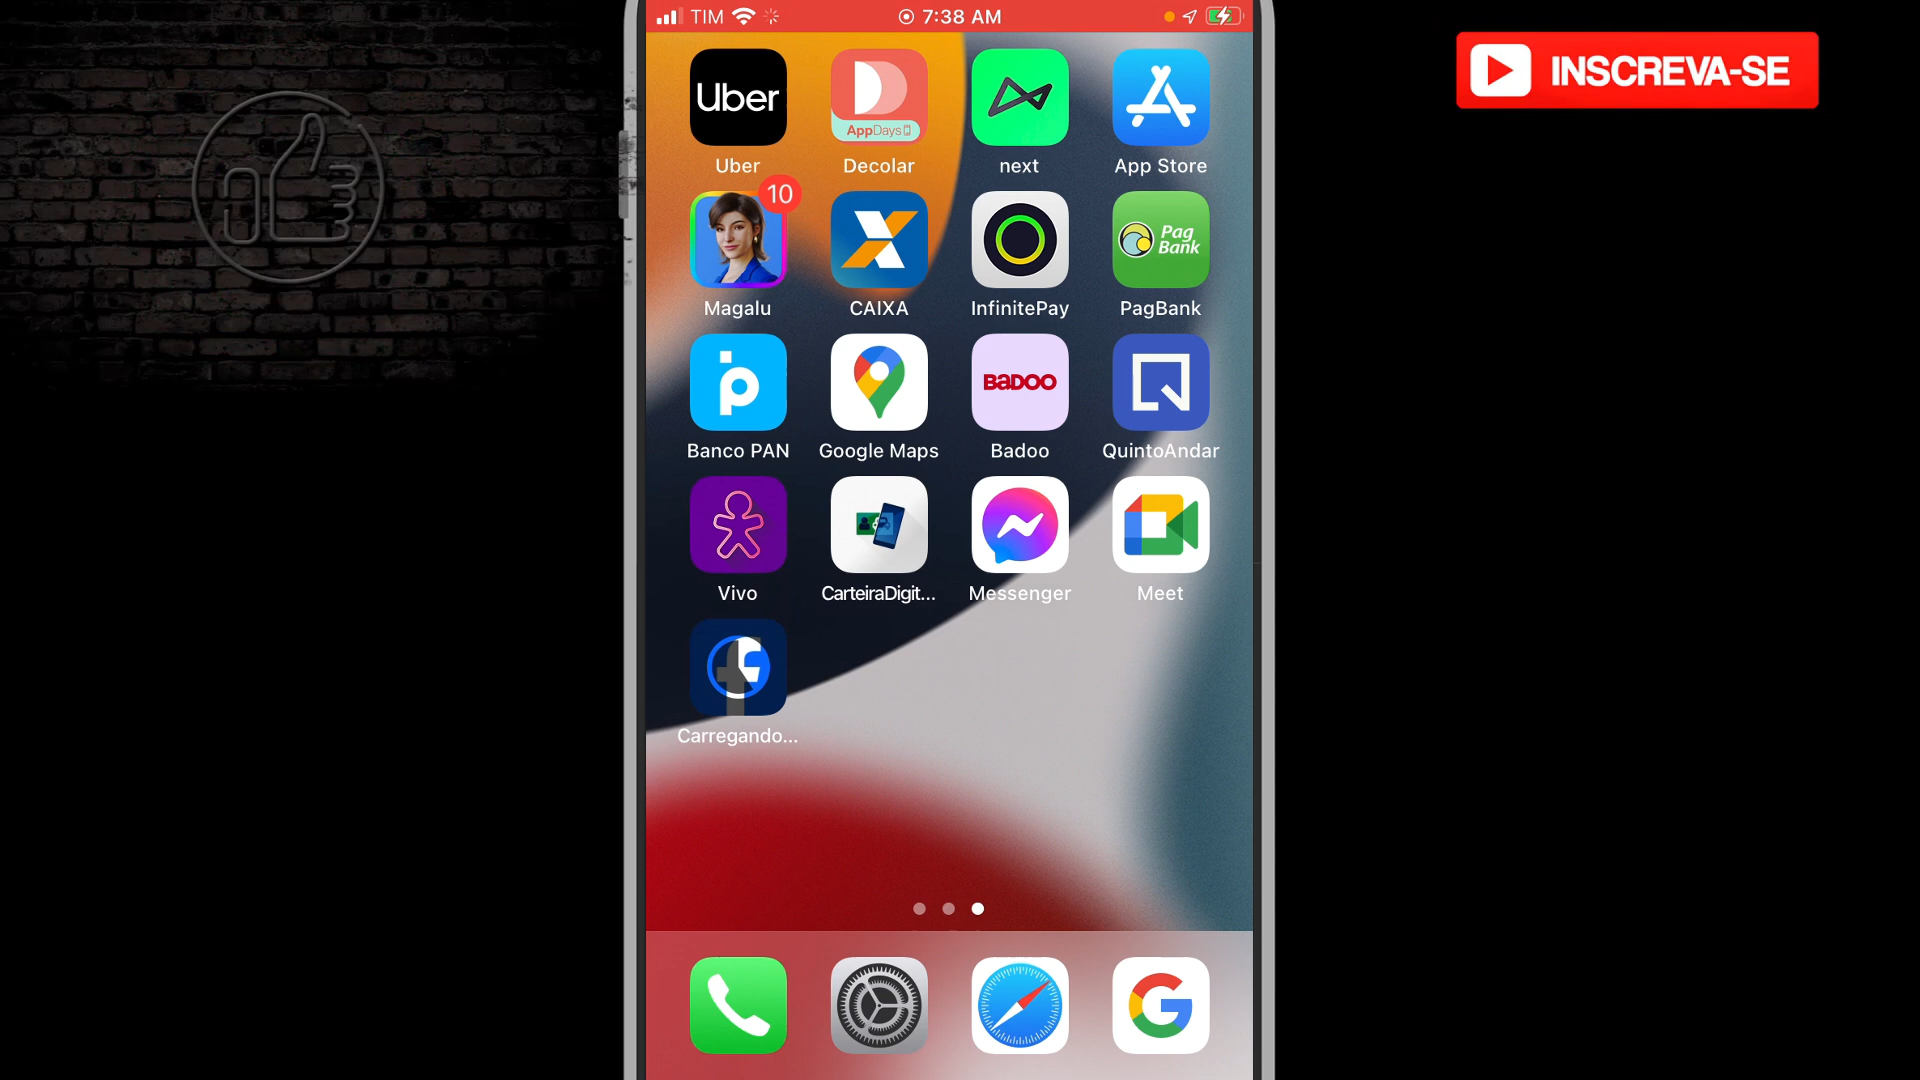 TIM 7:38 AM
INSCREVA-SE
Uber
AppDays
Uber Decolar next App Store
10
Pag
Bank
Magalu CAIXA InfinitePay PagBank
BADOO
Banco PAN Google Maps Badoo QuintoAndar
Vivo CarteiraDigit... Messenger Meet
Carregando...